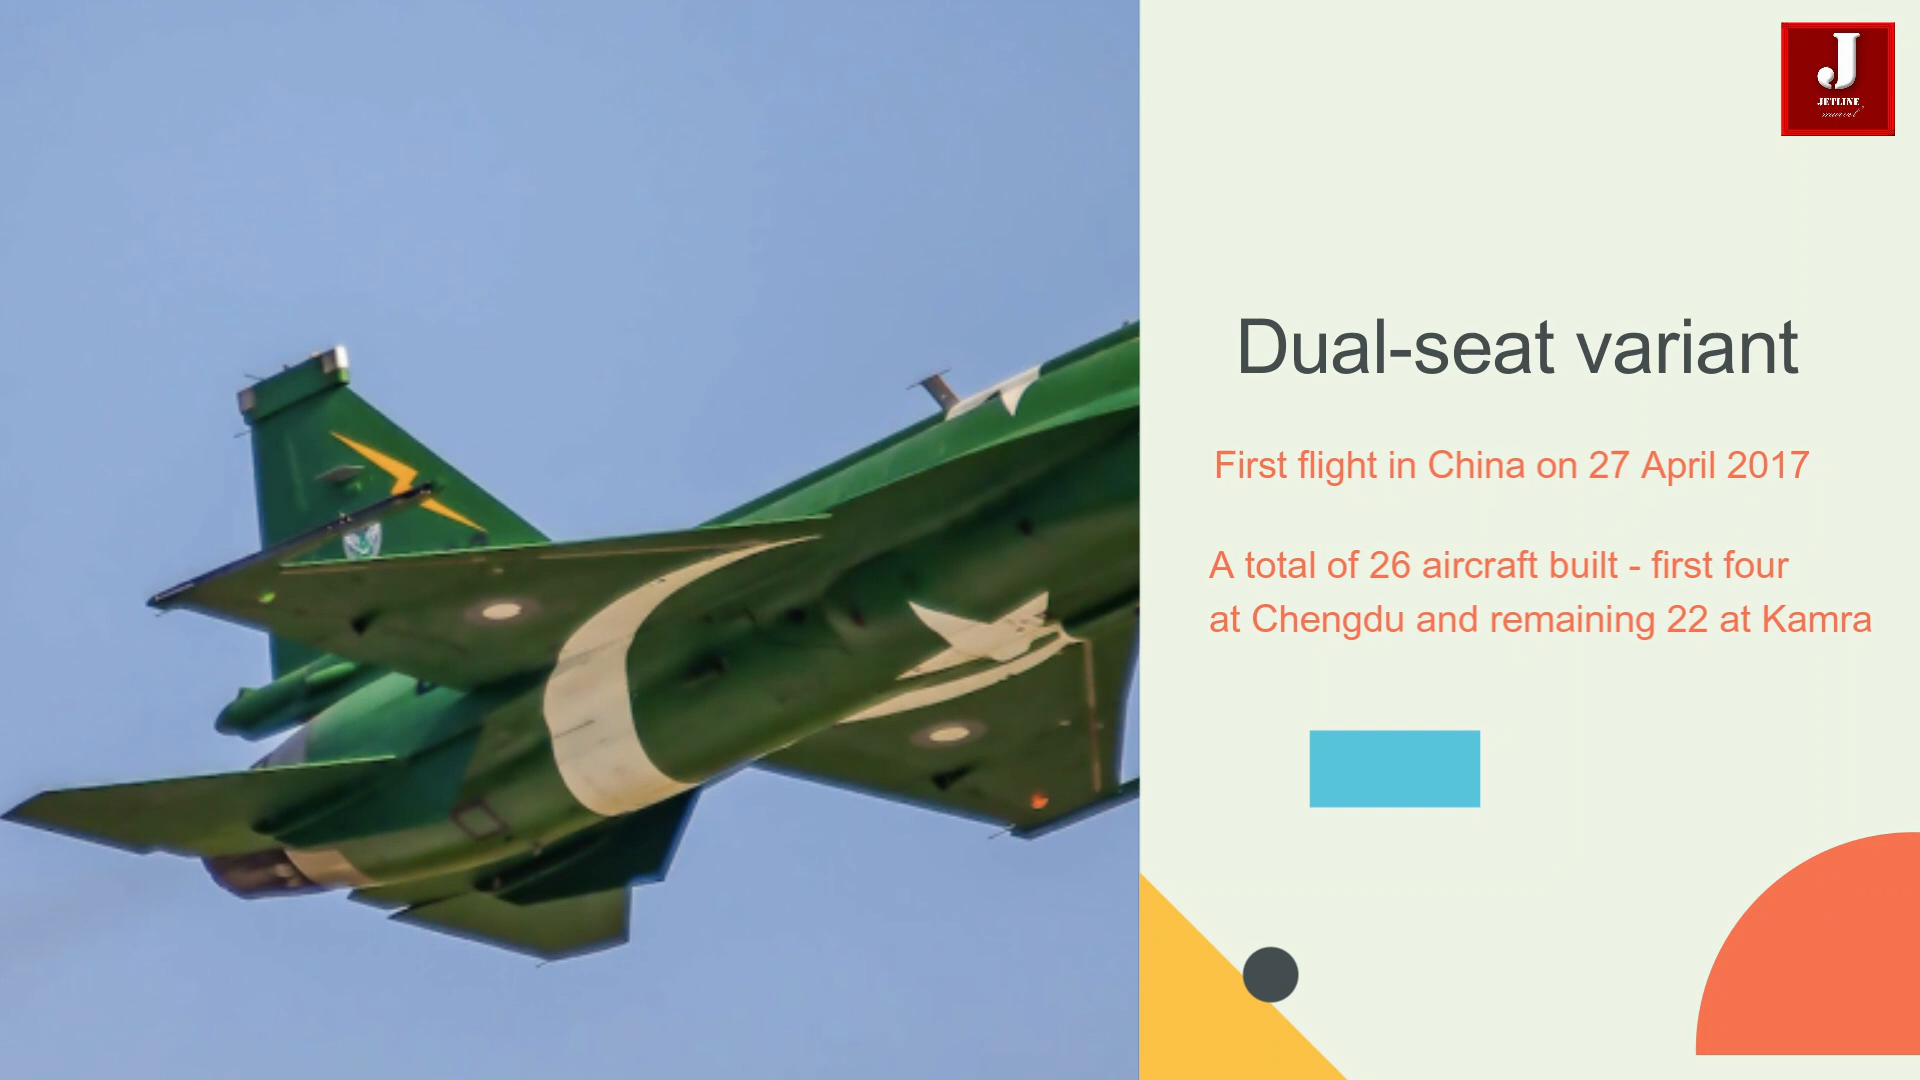 J
JETLINE
Dual-seat variant
First flight in China on 27 April 2017
A total of 26 aircraft built - first four
at Chengdu and remaining 22 at Kamra